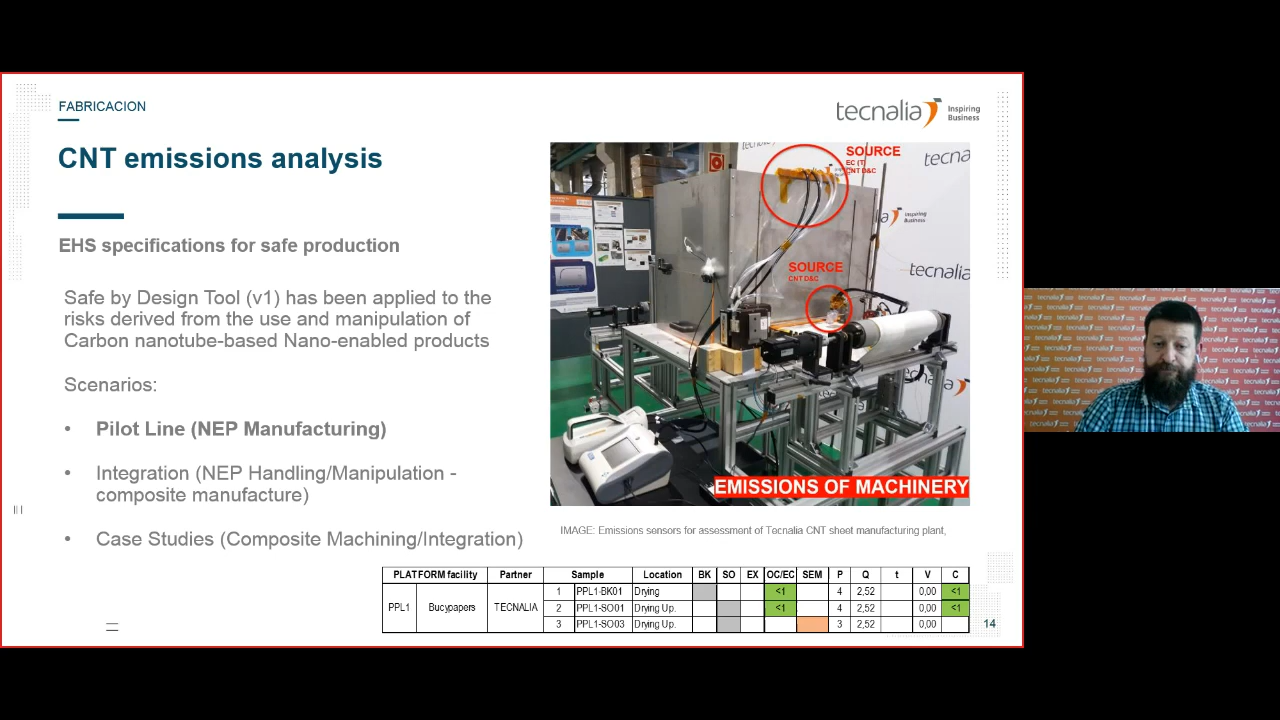 FABRICACION
tecnalia Inspiring Business
CNT emissions analysis
EHS specifications for safe production
Safe by Design Tool (v1) has been applied to the
risks derived from the use and manipulation of
Carbon nanotube-based Nano-enabled products
Scenarios:
• Pilot Line (NEP Manufacturing)
• Integration (NEP Handling/Manipulation -
composite manufacture)
• Case Studies (Composite Machining/Integration)
SOURCE
EC (T)
CNT D&C
SOURCE
CNT D&C
tecnalia
Inspiring
Business
tecnalia
EMISSIONS OF MACHINERY
IMAGE: Emissions sensors for assessment of Tecnalia CNT sheet manufacturing plant,
PLATFORM facility Partner Sample Location BK SO EX OC/EC SEM P Q t V C
PPL1 Bucypapers TECNALIA
1 PPL1-BK01 Drying <1 4 2,52 0,00 <1
2 PPL1-SO01 Drying Up. <1 4 2,52 0,00 <1
3 PPL1-SO03 Drying Up. 3 2,52 0,00
14